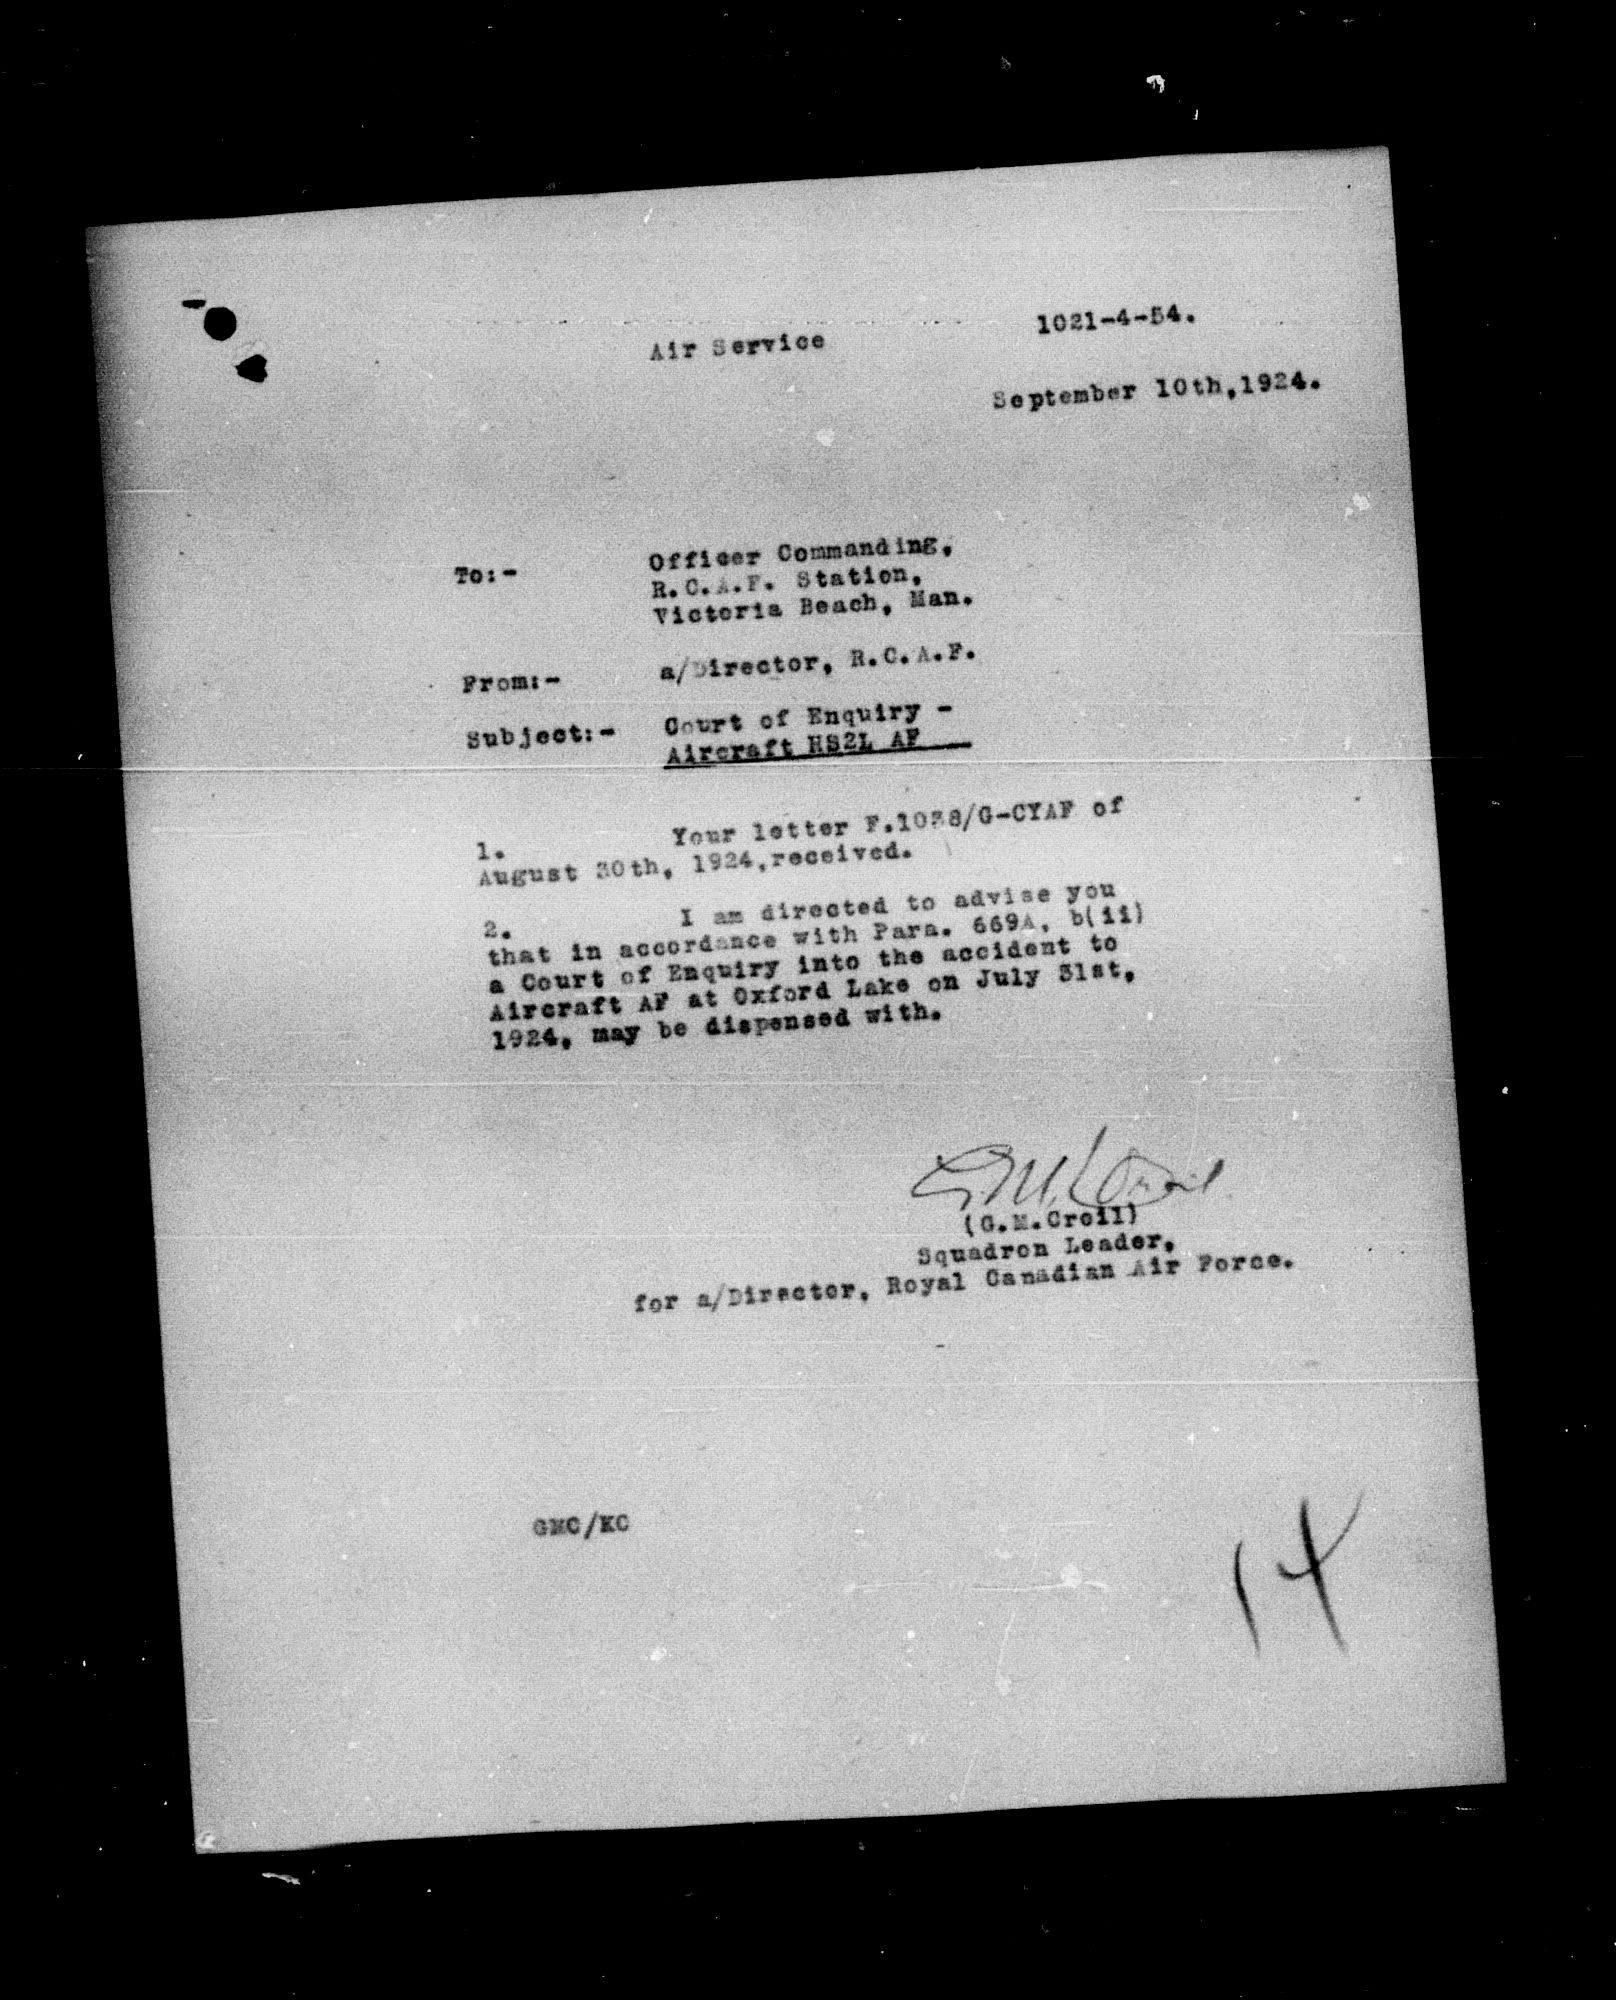 Air Service
1021-4-54.
September 10th,1924.
To:- Officer Commanding,
R.C.A.F. Station,
Victoria Beach, Man.
From:- a/Director, R.C.A.F.
Subject:- Court of Enquiry -
Aircraft HS2L AF
1. Your letter F.1038/G-CYAF of
August 30th, 1924,received.
2. I am directed to advise you
that in accordance with Para. 669A, b(ii)
a Court of Enquiry into the accident to
Aircraft AF at Oxford Lake on July 31st,
1924, may be dispensed with.
G.M. Croil
(G.M.Croil)
Squadron Leader,
for a/Director, Royal Canadian Air Force.
GMC/KC
14